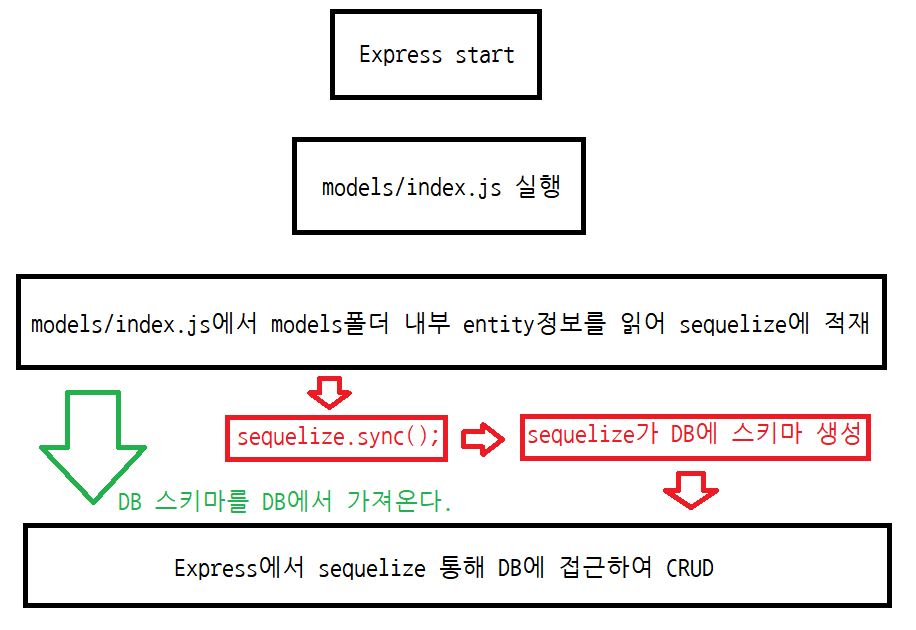 Express start
models/index.js 실행
models/index.js에서 models폴더 내부 entity정보를 읽어 sequelize에 적재
sequelize.sync();
sequelize가 DB에 스키마 생성
DB 스키마를 DB에서 가져온다.
Express에서 sequelize 통해 DB에 접근하여 CRUD